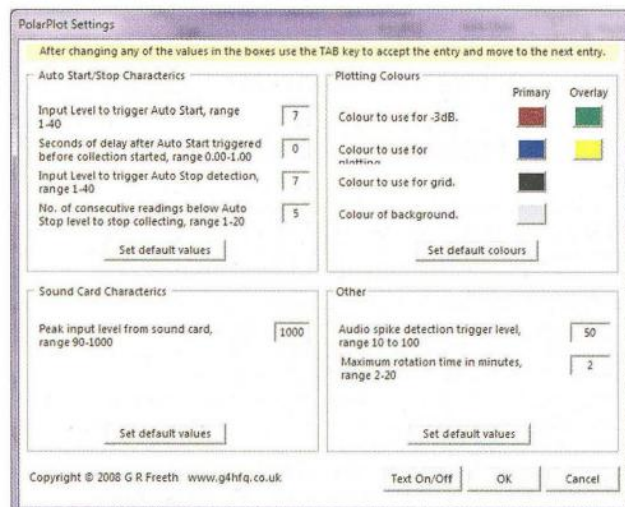 PolarPlot Settings
After changing any of the values in the boxes use the TAB key to accept the entry and move to the next entry.
Auto Start/Stop Characterics
Input Level to trigger Auto Start, range
1-40
7
Seconds of delay after Auto Start triggered
before collection started, range 0.00-1.00
0
Input Level to trigger Auto Stop detection,
range 1-40
7
No. of consecutive readings below Auto
Stop level to stop collecting, range 1-20
5
Set default values
Plotting Colours
Primary Overlay
Colour to use for -3dB.
Colour to use for
plotting
Colour to use for grid.
Colour of background.
Set default colours
Sound Card Characterics
Peak input level from sound card,
range 90-1000
1000
Set default values
Other
Audio spike detection trigger level,
range 10 to 100
50
Maximum rotation time in minutes,
range 2-20
2
Set default values
Copyright © 2008 G R Freeth www.g4hfq.co.uk
Text On/Off
OK
Cancel